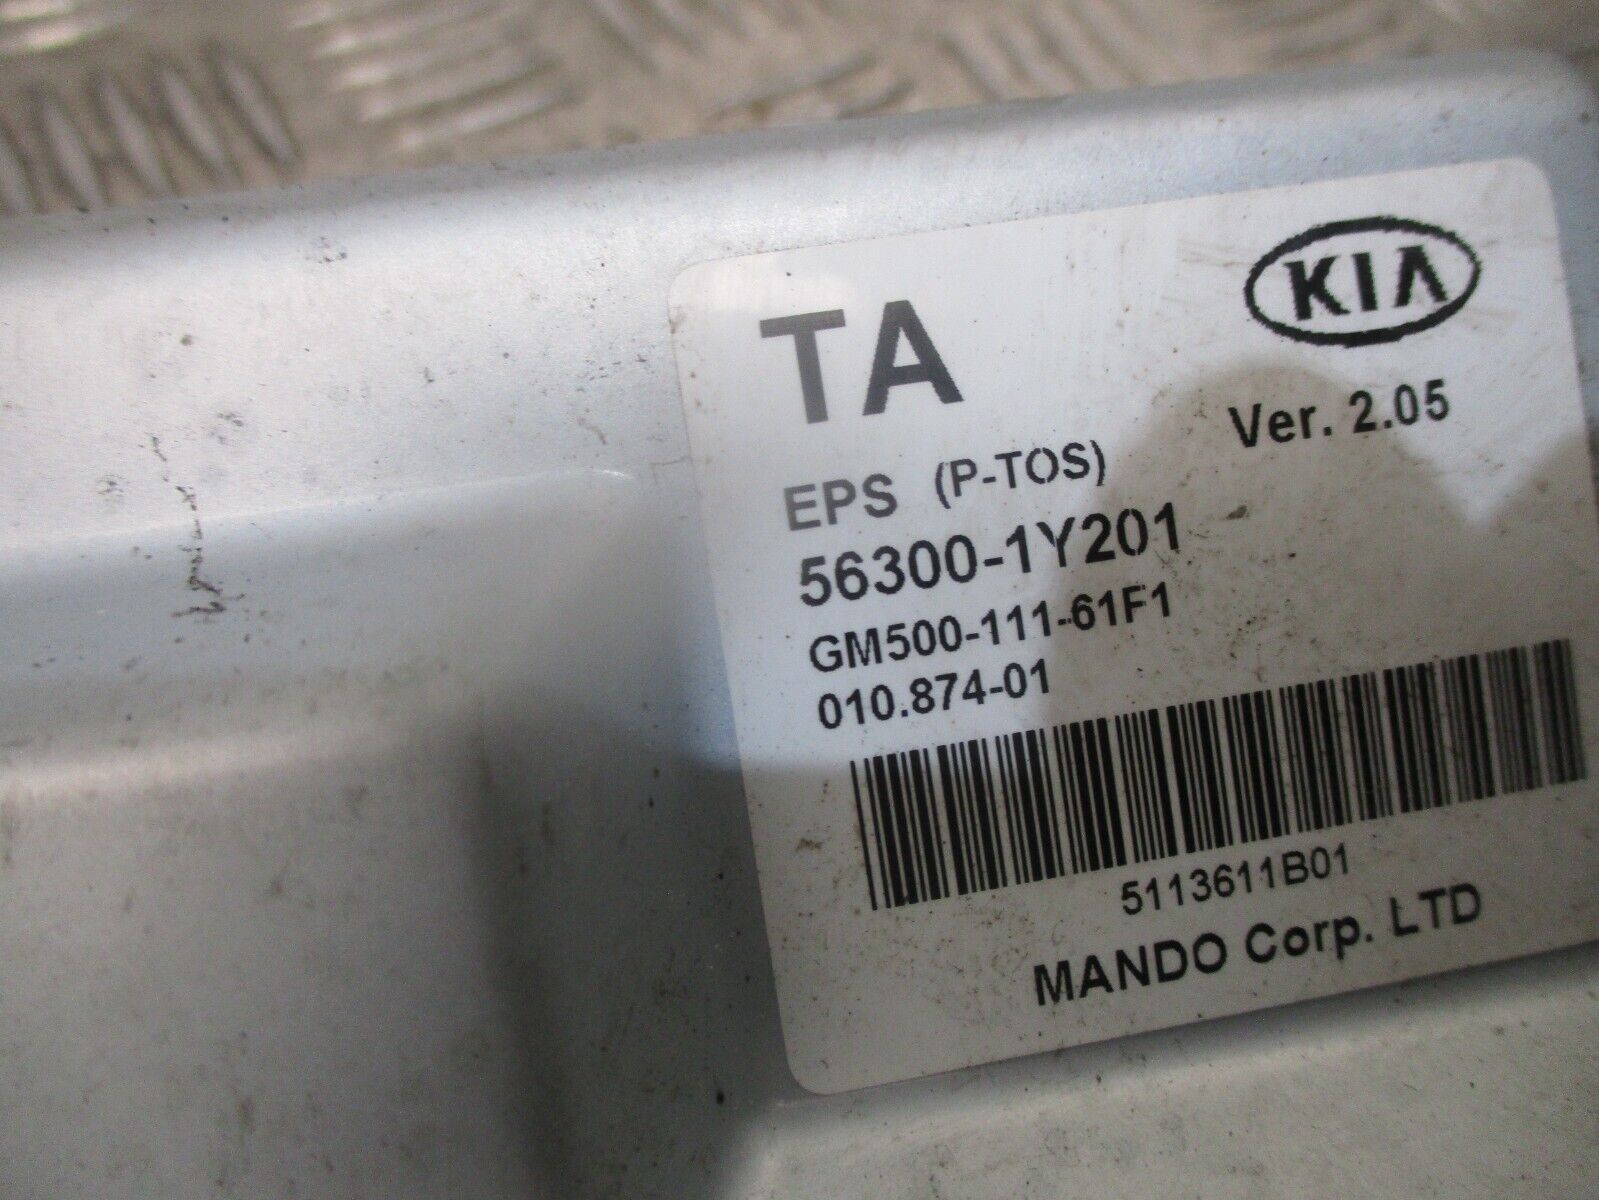 TA
KIA
Ver. 2.05
EPS (P-TOS)
56300-1Y201
GM500-111-61F1
010.874-01
5113611B01
MANDO Corp. LTD